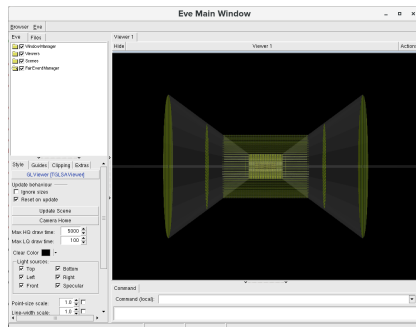 Eve Main Window
Browser Eve
Eve Files
WindowManager
Viewers
Scenes
FairEventManager
Style Guides Clipping Extras
GLViewer [TGLSAViewer]
Update behaviour
Ignore sizes
Reset on update
Update Scene
Camera Home
Max HQ draw time: 5000
Max LQ draw time: 100
Clear Color
Light sources
Top Bottom
Left Right
Front Specular
Point-size scale: 1.0
Line-width scale: 1.0
Viewer 1
Hide Viewer 1 Actions
Command
Command (local):